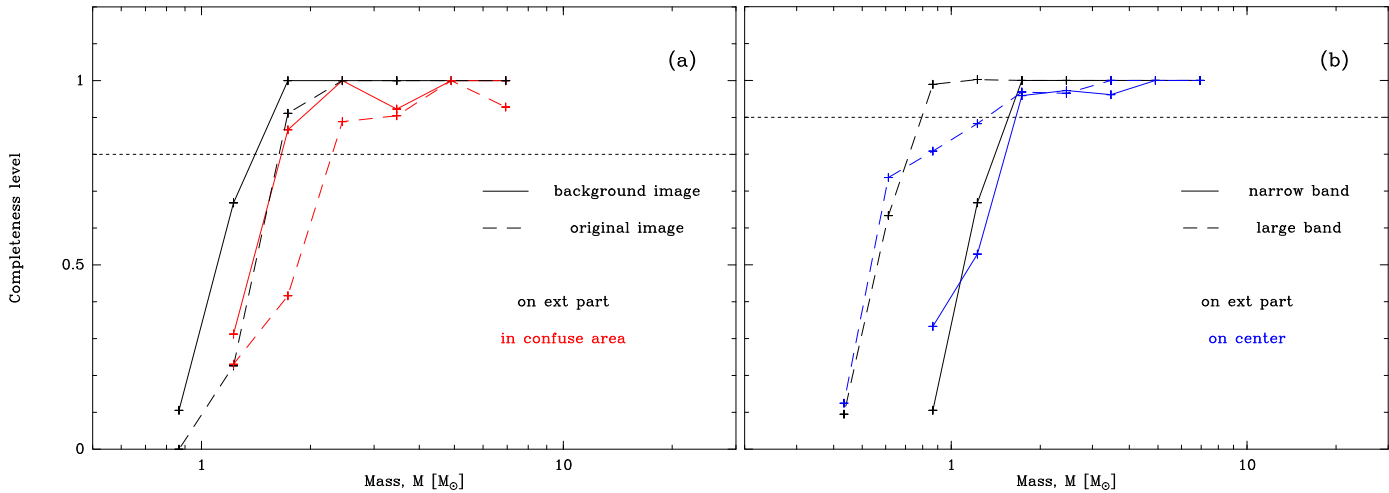 (a)
background image
original image
on ext part
in confuse area
Completeness level
1
0.5
0
1
10
Mass, M [M☉]
(b)
narrow band
large band
on ext part
on center
1
10
Mass, M [M☉]